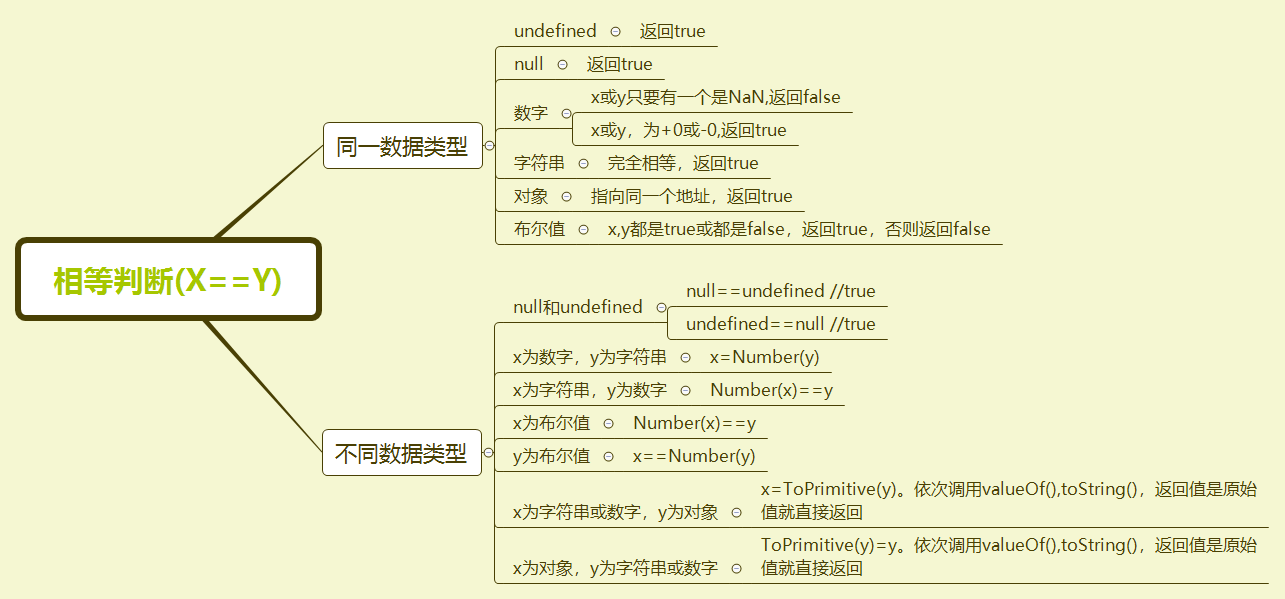 相等判断(X==Y)
同一数据类型
undefined 返回true
null 返回true
数字
x或y只要有一个是NaN,返回false
x或y，为+0或-0,返回true
字符串 完全相等，返回true
对象 指向同一个地址，返回true
布尔值 x,y都是true或都是false，返回true，否则返回false
不同数据类型
null和undefined
null==undefined //true
undefined==null //true
x为数字，y为字符串 x=Number(y)
x为字符串，y为数字 Number(x)==y
x为布尔值 Number(x)==y
y为布尔值 x==Number(y)
x为字符串或数字，y为对象
x=ToPrimitive(y)。依次调用valueOf(),toString()，返回值是原始
值就直接返回
x为对象，y为字符串或数字
ToPrimitive(y)=y。依次调用valueOf(),toString()，返回值是原始
值就直接返回